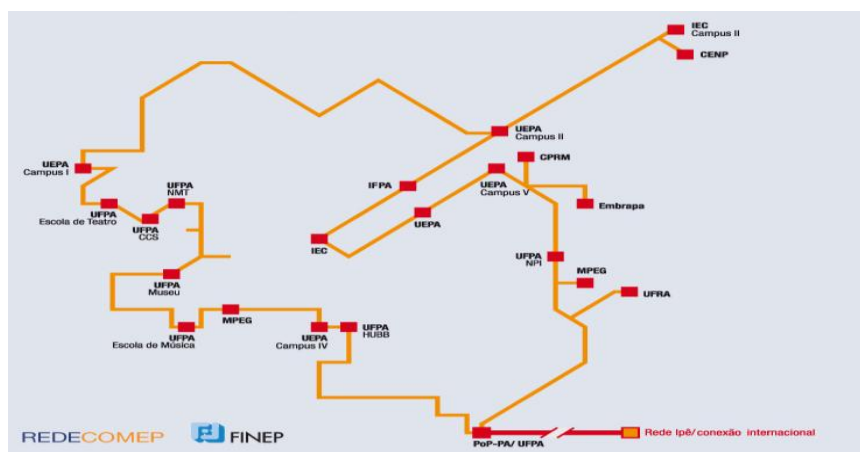 IEC
Campus II
CENP
UEPA
Campus II
CPRM
UEPA
Campus I
UFPA
NMT
IFPA
UEPA
Campus V
UFPA
Escola de Teatro
UFPA
CCS
UEPA
Embrapa
IEC
UFPA
NPI
MPEG
UFPA
Museu
UFRA
MPEG
UFPA
Escola de Música
UEPA
Campus IV
UFPA
HUBB
REDECOMEP
FINEP
PoP-PA/ UFPA
Rede Ipê/conexão internacional